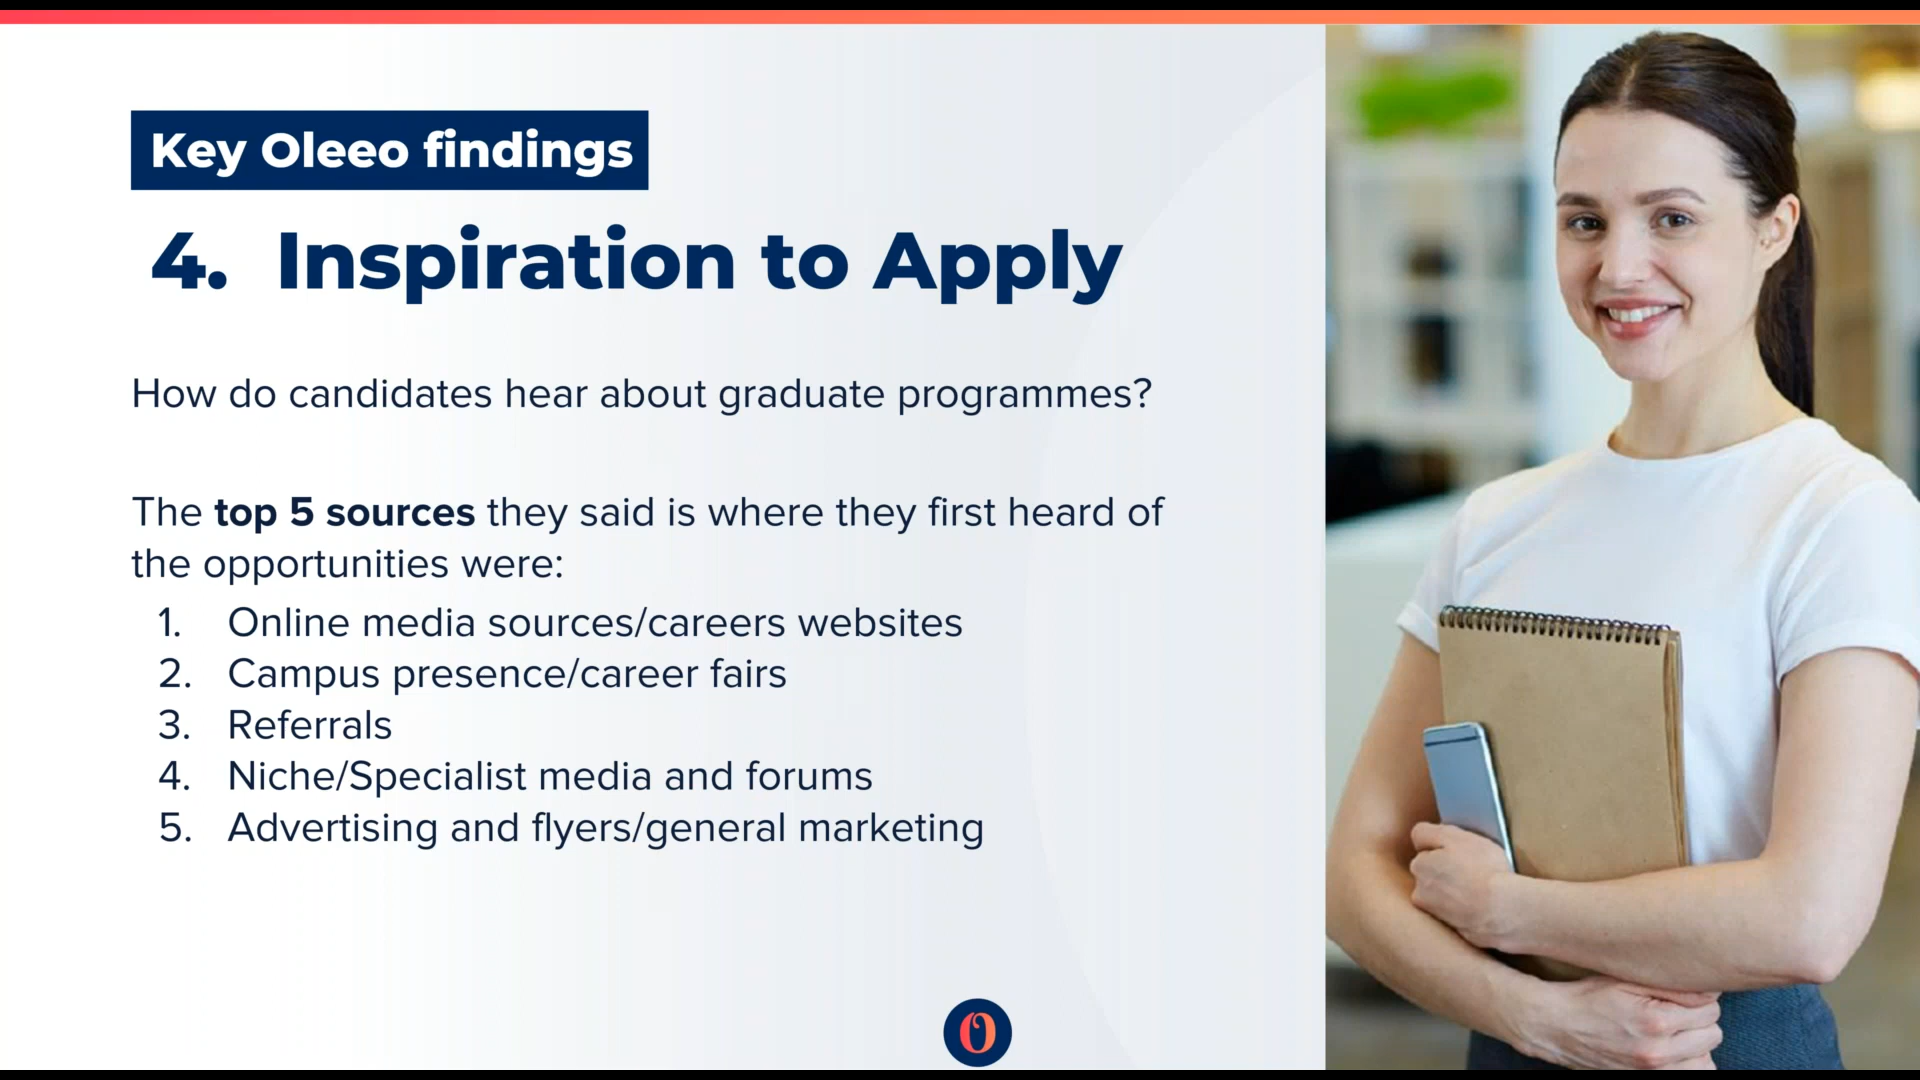 Key Oleeo findings
4. Inspiration to Apply
How do candidates hear about graduate programmes?
The top 5 sources they said is where they first heard of
the opportunities were:
1. Online media sources/careers websites
2. Campus presence/career fairs
3. Referrals
4. Niche/Specialist media and forums
5. Advertising and flyers/general marketing
O